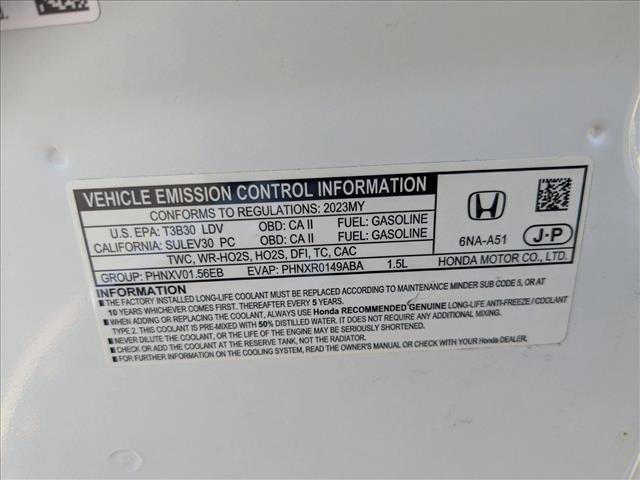 VEHICLE EMISSION CONTROL INFORMATION
CONFORMS TO REGULATIONS: 2023MY
U.S. EPA: T3B30 LDV OBD: CA II FUEL: GASOLINE
CALIFORNIA: SULEV30 PC OBD: CA II FUEL: GASOLINE
TWC, WR-HO2S, HO2S, DFI, TC, CAC
GROUP: PHNXV01.56EB EVAP: PHNXR0149ABA 1.5L
6NA-A51 J-P
HONDA MOTOR CO., LTD.
INFORMATION
■ENGINE COOLANT MUST BE REPLACED ACCORDING TO MAINTENANCE MINDER SUB CODE 5, OR AT
10 YEARS WHICHEVER COMES FIRST. THEREAFTER EVERY 5 YEARS.
■WHEN ADDING OR REPLACING THE COOLANT, ALWAYS USE Honda RECOMMENDED GENUINE LONG-LIFE ANTI-FREEZE / COOLANT
TYPE 2. THIS COOLANT IS PRE-MIXED WITH 50% DISTILLED WATER. IT DOES NOT REQUIRE ANY ADDITIONAL MIXING.
■NEVER DILUTE THE COOLANT, OR THE LIFE OF THE ENGINE MAY BE SERIOUSLY SHORTENED.
■CHECK OR ADD THE COOLANT AT THE RESERVE TANK, NOT THE RADIATOR.
■FOR FURTHER INFORMATION ON THE COOLING SYSTEM, READ THE OWNER'S MANUAL OR CHECK WITH YOUR Honda DEALER.